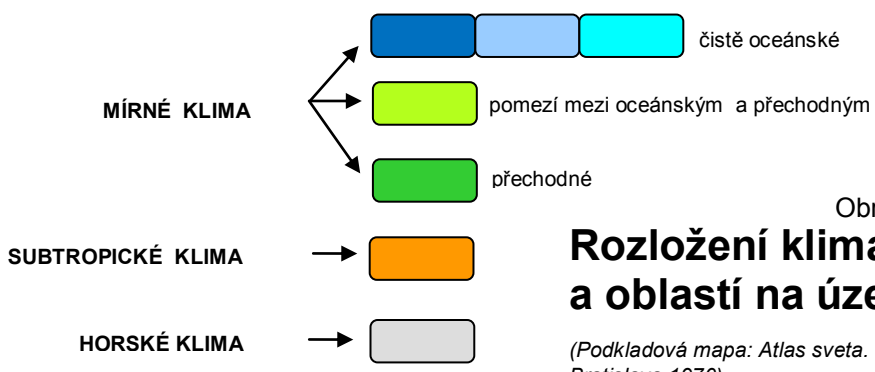 čistě oceánské
MÍRNÉ KLIMA
pomezí mezi oceánským a přechodným
přechodné
Obr
Rozložení klima
SUBTROPICKÉ KLIMA
a oblastí na úze
HORSKÉ KLIMA
(Podkladová mapa: Atlas sveta.